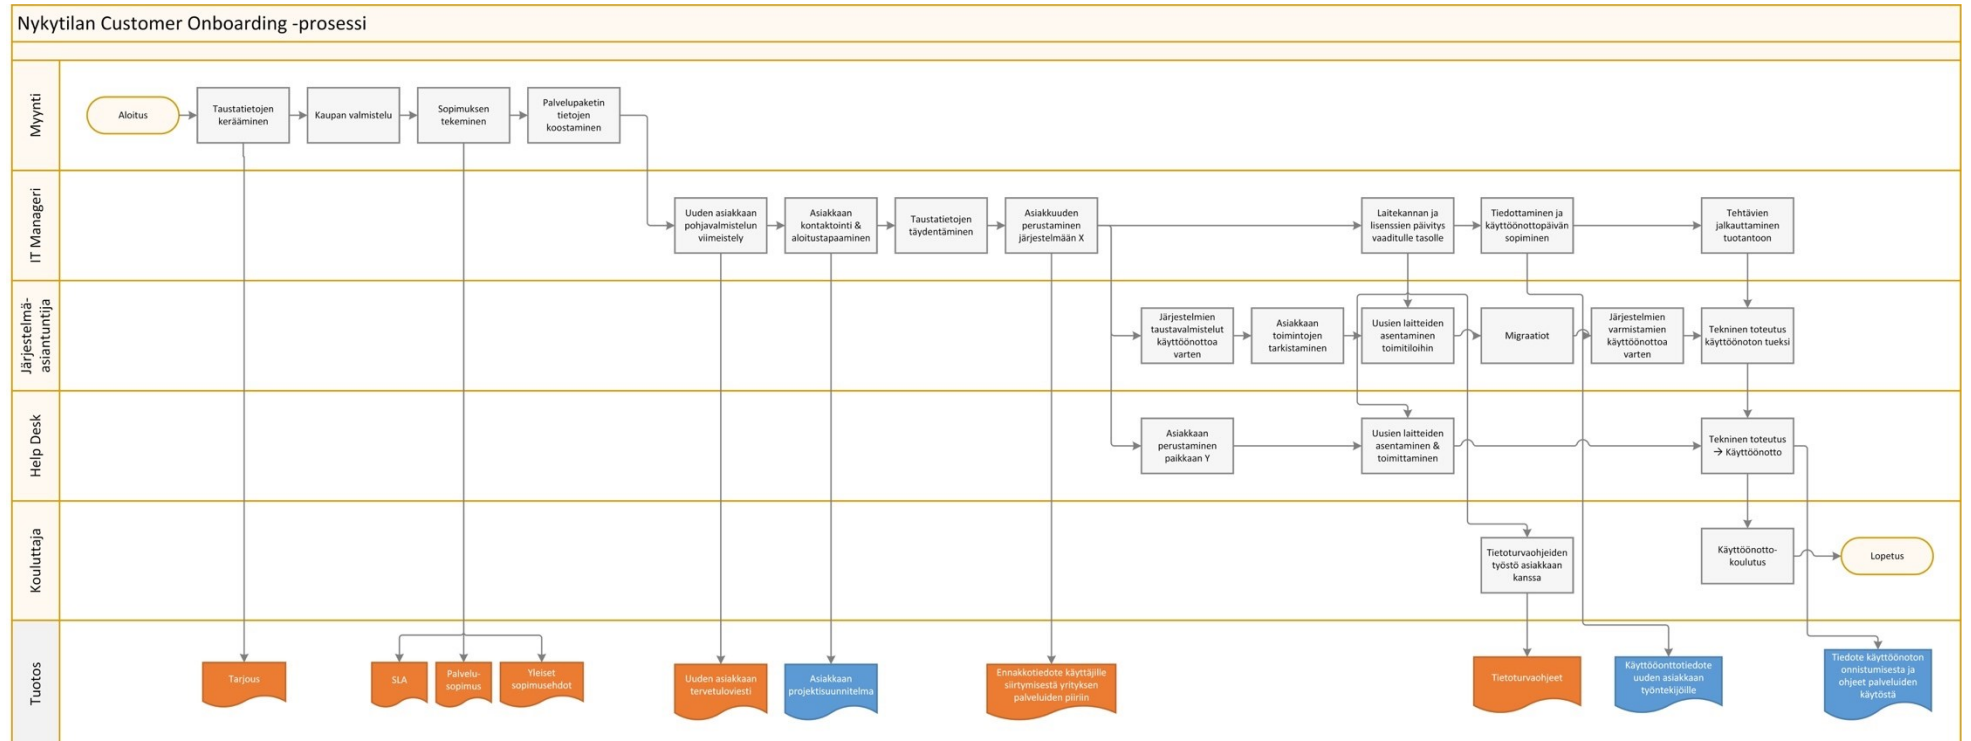 Nykytilan Customer Onboarding -prosessi
Myynti
Aloitus
Taustatietojen
kerääminen
Kaupan valmistelu
Sopimuksen
tekeminen
Palvelupaketin
tietojen
koostaminen
IT Manageri
Uuden asiakkaan
pohjavalmistelun
viimeistely
Asiakkaan
kontaktointi &
aloitustapaaminen
Taustatietojen
täydentäminen
Asiakkuuden
perustaminen
järjestelmään X
Laitekannan ja
lisenssien päivitys
vaaditulle tasolle
Tiedottaminen ja
käyttöönottopäivän
sopiminen
Tehtävien
jalkauttaminen
tuotantoon
Järjestelmä-
asiantuntija
Järjestelmien
taustavalmistelut
käyttöönottoa
varten
Asiakkaan
toimintojen
tarkistaminen
Uusien laitteiden
asentaminen
toimitiloihin
Migraatiot
Järjestelmien
varmistamien
käyttöönottoa
varten
Tekninen toteutus
käyttöönoton tueksi
Help Desk
Asiakkaan
perustaminen
paikkaan Y
Uusien laitteiden
asentaminen &
toimittaminen
Tekninen toteutus
→ Käyttöönotto
Kouluttaja
Tietoturvaohjeiden
työstö asiakkaan
kanssa
Käyttöönotto-
koulutus
Lopetus
Tuotos
Tarjous
SLA
Palvelu-
sopimus
Yleiset
sopimusehdot
Uuden asiakkaan
tervetuloviesti
Asiakkaan
projektisuunnitelma
Ennakkotiedote käyttäjille
siirtymisestä yrityksen
palveluiden piiriin
Tietoturvaohjeet
Käyttööonttotiedote
uuden asiakkaan
työntekijöille
Tiedote käyttöönoton
onnistumisesta ja
ohjeet palveluiden
käytöstä